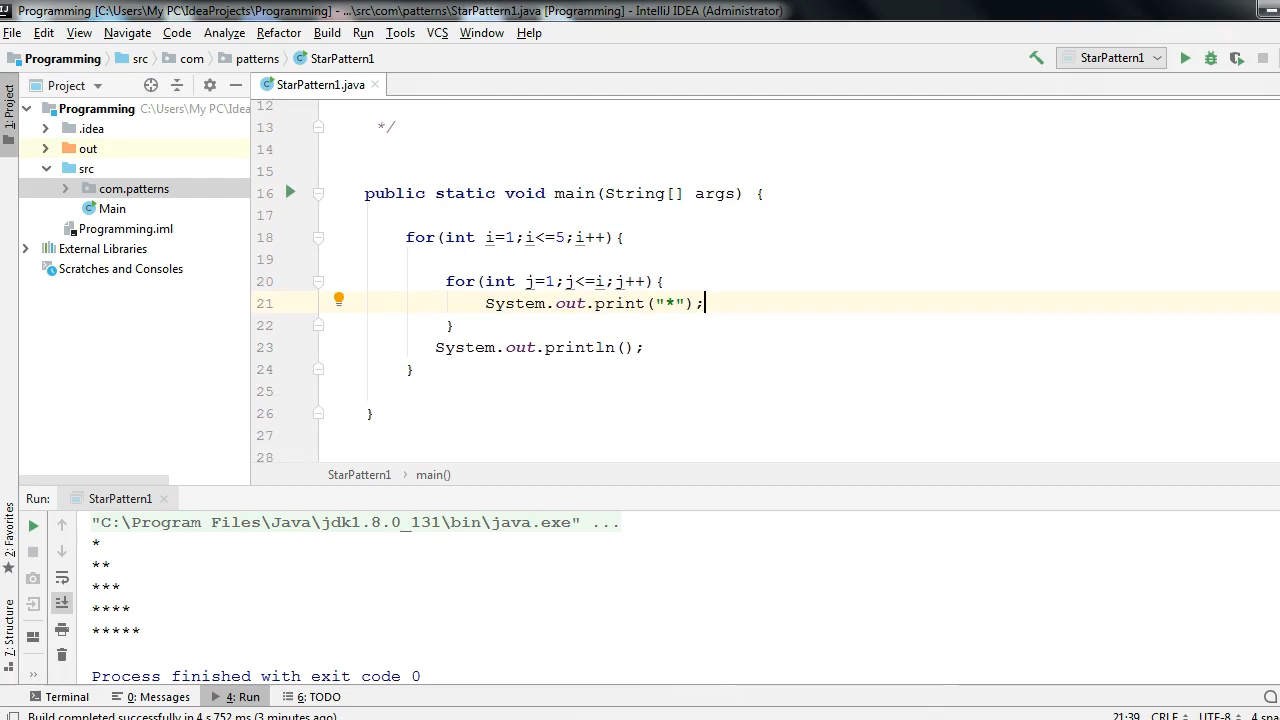 Programming [C:\Users\My PC\IdeaProjects\Programming] - ...\src\com\patterns\StarPattern1.java [Programming] - IntelliJ IDEA (Administrator)
File Edit View Navigate Code Analyze Refactor Build Run Tools VCS Window Help
Programming src com patterns StarPattern1 StarPattern1
Project StarPattern1.java
1: Project
Programming C:\Users\My PC\Idea
.idea
out
src
com.patterns
Main
Programming.iml
External Libraries
Scratches and Consoles
12
13 */
14
15
16 public static void main(String[] args) {
17
18 for(int i=1;i<=5;i++){
19
20 for(int j=1;j<=i;j++){
21 System.out.print("*");
22 }
23 System.out.println();
24 }
25
26 }
27
28
StarPattern1 main()
Run: StarPattern1
2: Favorites
7: Structure
"C:\Program Files\Java\jdk1.8.0_131\bin\java.exe" ...
*
**
***
****
*****
Process finished with exit code 0
Terminal 0: Messages 4: Run 6: TODO
Build completed successfully in 4 s 752 ms (3 minutes ago) 21:39 CRLF UTF-8 4 spa